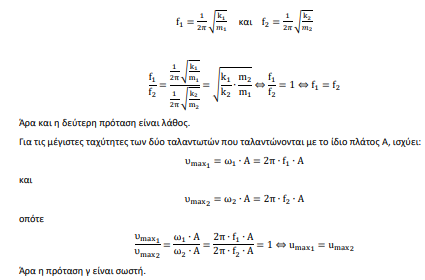 f₁ = 1/2π √(k₁/m₁) και f₂ = 1/2π √(k₂/m₂)
f₁/f₂ = (1/2π √(k₁/m₁))/(1/2π √(k₂/m₂)) = √(k₁/k₂ · m₂/m₁) ⇔ f₁/f₂ = 1 ⇔ f₁ = f₂
Άρα και η δεύτερη πρόταση είναι λάθος.
Για τις μέγιστες ταχύτητες των δύο ταλαντωτών που ταλαντώνονται με το ίδιο πλάτος Α, ισχύει:
υmax₁ = ω₁ · A = 2π · f₁ · A
και
υmax₂ = ω₂ · A = 2π · f₂ · A
οπότε
υmax₁/υmax₂ = (ω₁ · A)/(ω₂ · A) = (2π · f₁ · A)/(2π · f₂ · A) = 1 ⇔ umax₁ = umax₂
Άρα η πρόταση γ είναι σωστή.